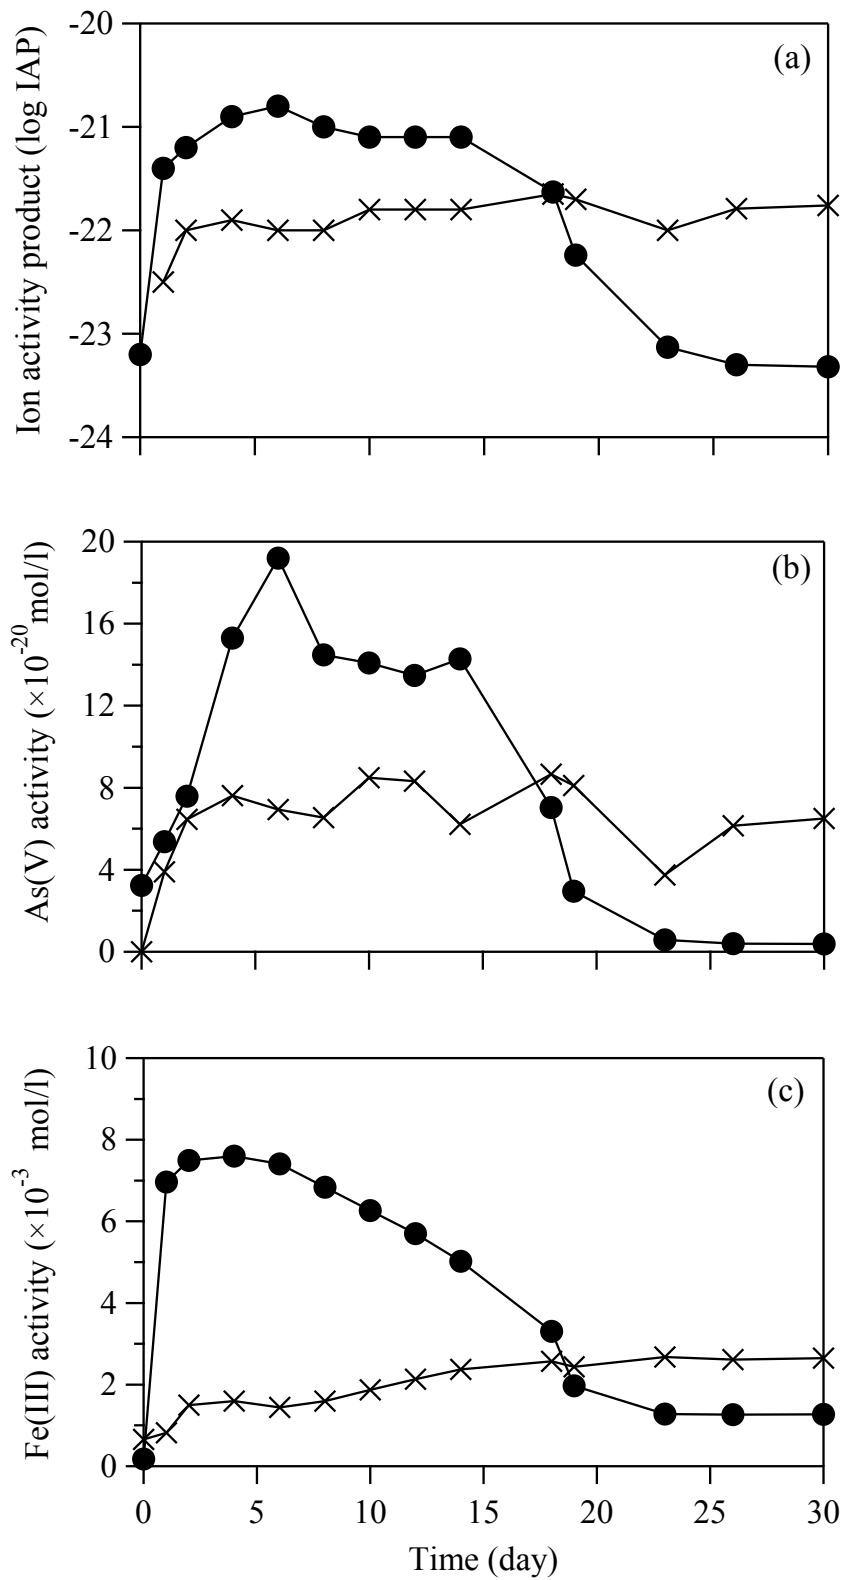 (a)
Ion activity product (log IAP)
-20
-21
-22
-23
-24
(b)
As(V) activity (×10⁻²⁰ mol/l)
20
16
12
8
4
0
(c)
Fe(III) activity (×10⁻³ mol/l)
10
8
6
4
2
0
0 5 10 15 20 25 30
Time (day)